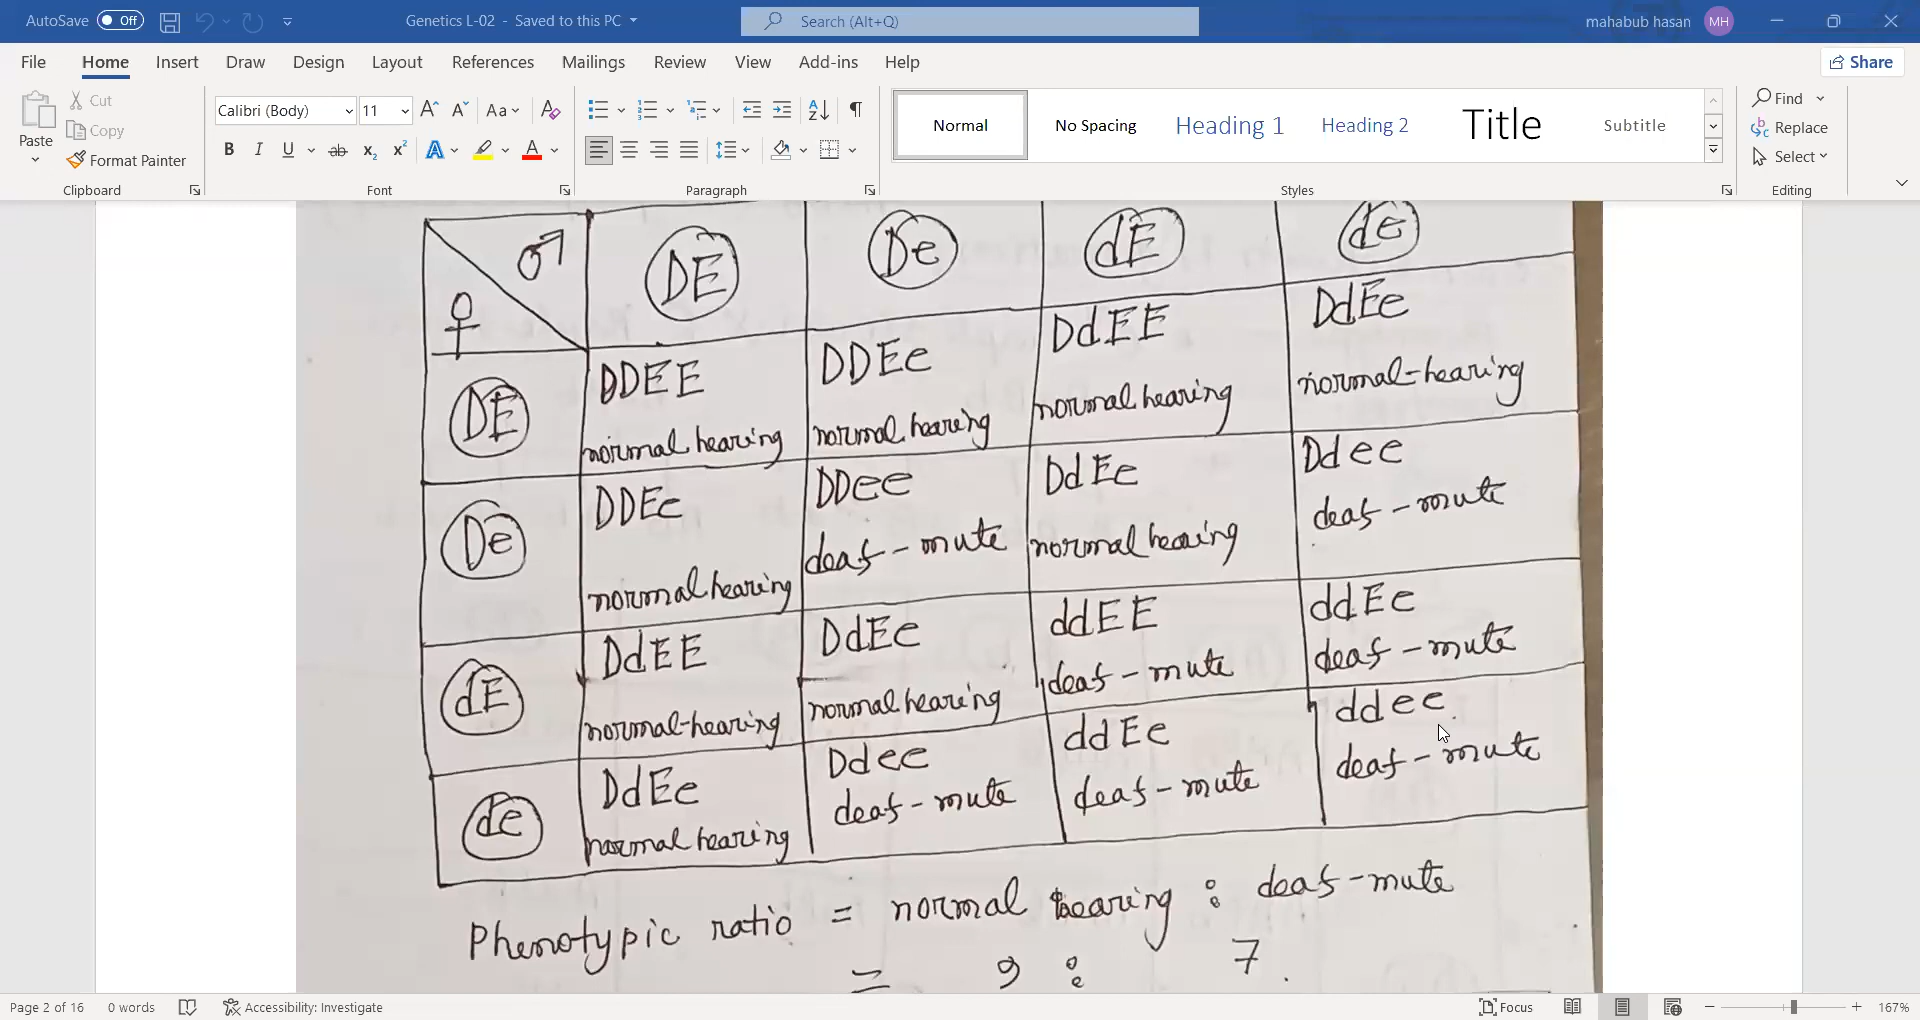 AutoSave Off Genetics L-02 - Saved to this PC Search (Alt+Q) mahabub hasan MH
File Home Insert Draw Design Layout References Mailings Review View Add-ins Help Share
Paste Cut Copy Format Painter
Calibri (Body) 11 Aa
B I U ab x₂ x² A A
Normal No Spacing Heading 1 Heading 2 Title Subtitle
Find Replace Select
Clipboard Font Paragraph Styles Editing
♂ DE De dE de
♀
DE DDEE DDEe DdEE DdEe
normal hearing normal hearing normal hearing normal-hearing
De DDEe DDee DdEe Ddee
normal hearing deaf-mute normal hearing deaf-mute
dE DdEE DdEe ddEE ddEe
normal-hearing normal hearing deaf-mute deaf-mute
de DdEe Ddee ddEe ddee
normal hearing deaf-mute deaf-mute deaf-mute
Phenotypic ratio = normal hearing : deaf-mute
= 9 : 7.
Page 2 of 16 0 words Accessibility: Investigate Focus 167%